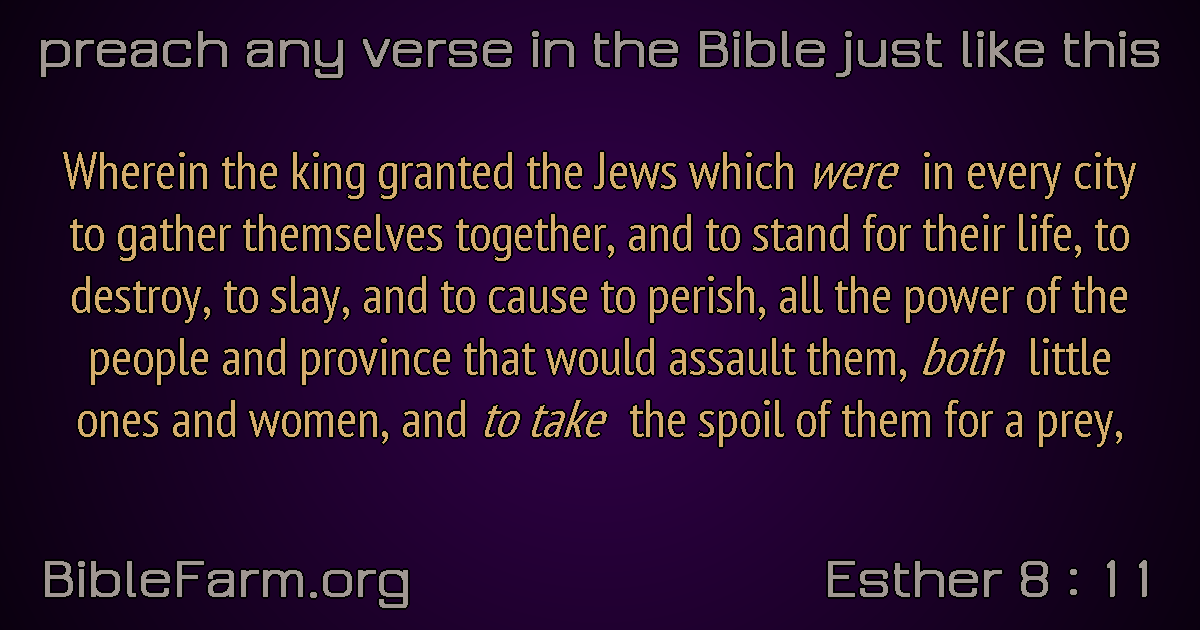 preach any verse in the Bible just like this
Wherein the king granted the Jews which were in every city
to gather themselves together, and to stand for their life, to
destroy, to slay, and to cause to perish, all the power of the
people and province that would assault them, both little
ones and women, and to take the spoil of them for a prey,
BibleFarm.org
Esther 8 : 11